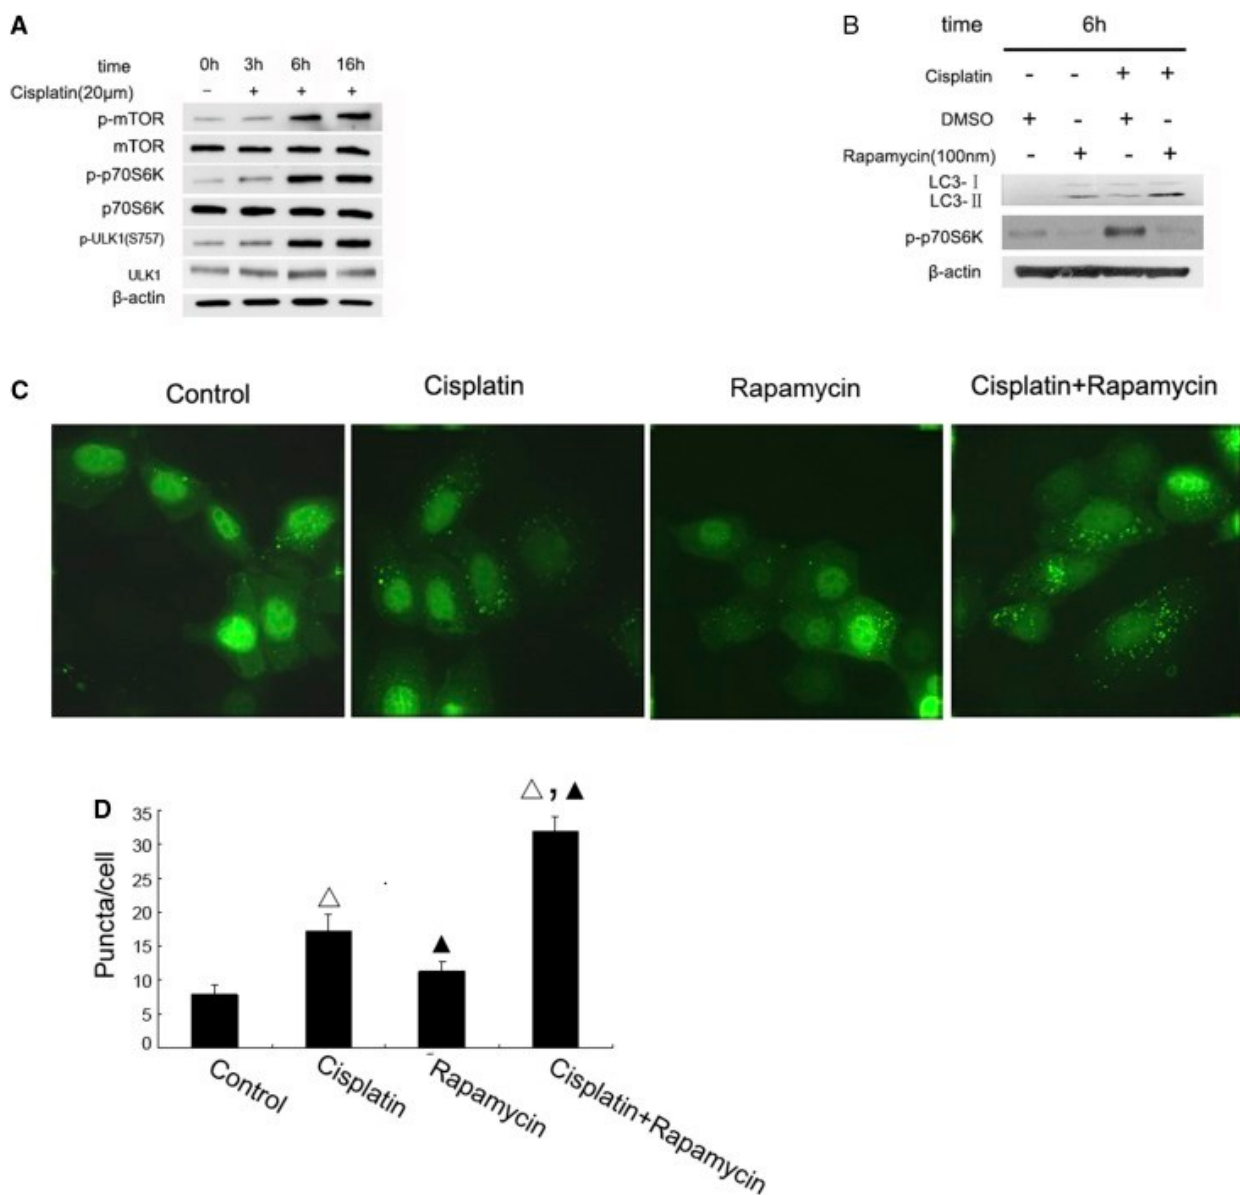 A
time 0h 3h 6h 16h
Cisplatin(20μm) - + + +
p-mTOR
mTOR
p-p70S6K
p70S6K
p-ULK1(S757)
ULK1
β-actin
B
time 6h
Cisplatin - - + +
DMSO + - + -
Rapamycin(100nm) - + - +
LC3-Ⅰ
LC3-Ⅱ
p-p70S6K
β-actin
C
Control Cisplatin Rapamycin Cisplatin+Rapamycin
D
Puncta/cell
35
30
25
20
15
10
5
0
△
▲
△,▲
Control
Cisplatin
Rapamycin
Cisplatin+Rapamycin